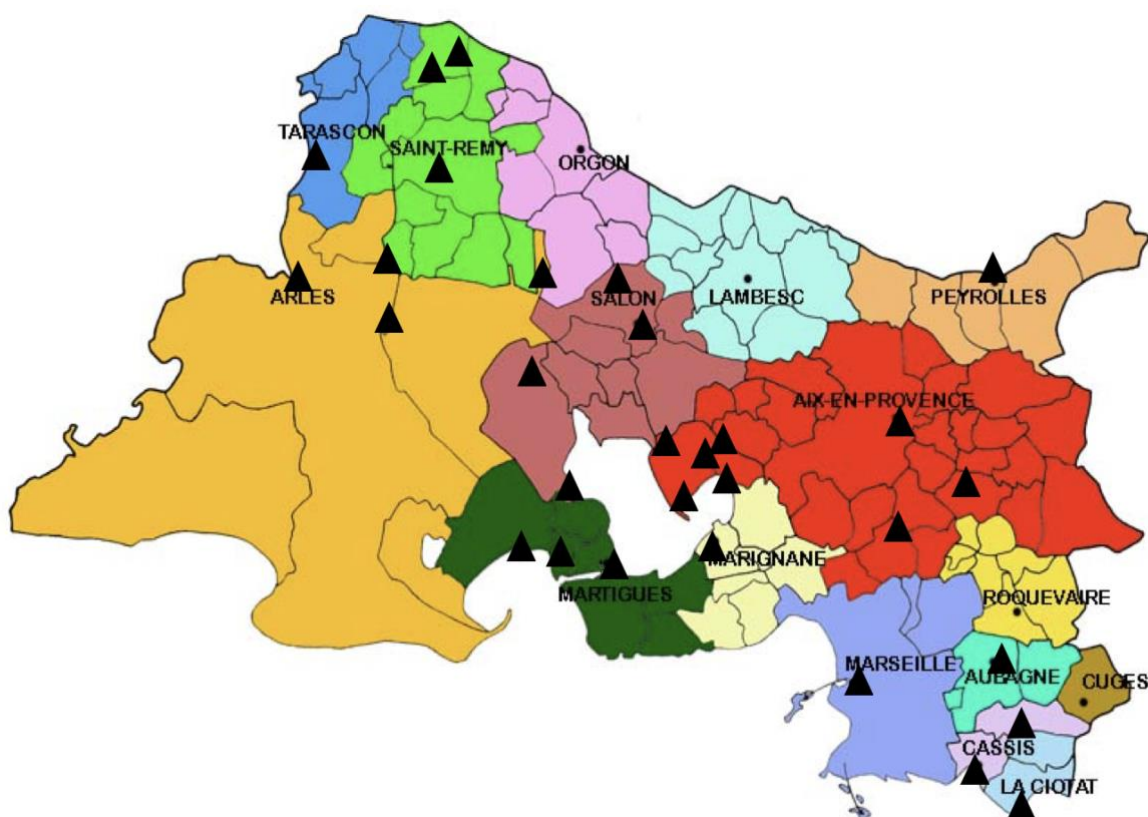 TARASCON
SAINT-REMY
ORGON
ARLES
SALON
LAMBESC
PEYROLLES
AIX-EN-PROVENCE
MARIGNANE
MARTIGUES
ROQUEVAIRE
MARSEILLE
AUBAGNE
CUGES
CASSIS
LA CIOTAT